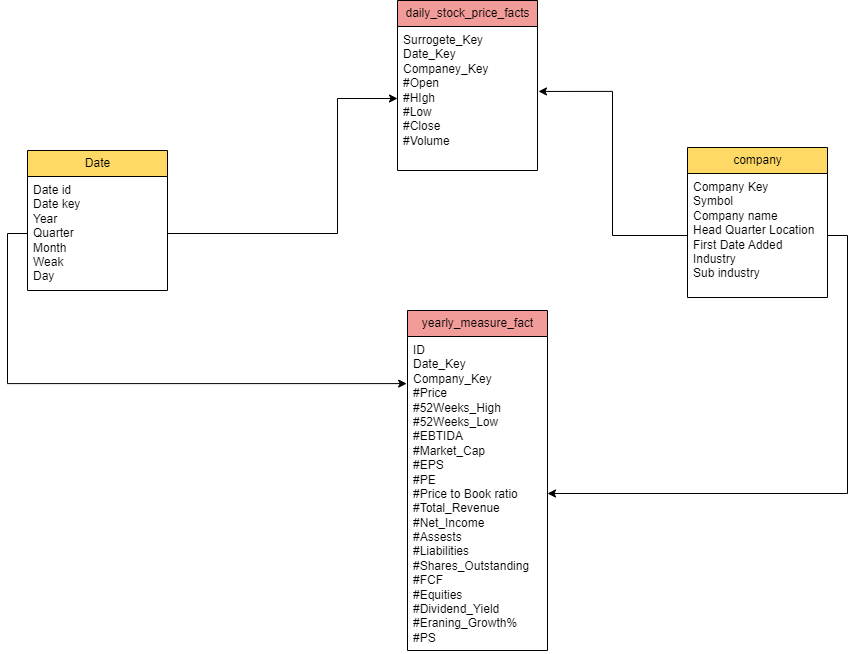 daily_stock_price_facts
Surrogete_Key
Date_Key
Companey_Key
#Open
#HIgh
#Low
#Close
#Volume
Date
Date id
Date key
Year
Quarter
Month
Weak
Day
company
Company Key
Symbol
Company name
Head Quarter Location
First Date Added
Industry
Sub industry
yearly_measure_fact
ID
Date_Key
Company_Key
#Price
#52Weeks_High
#52Weeks_Low
#EBTIDA
#Market_Cap
#EPS
#PE
#Price to Book ratio
#Total_Revenue
#Net_Income
#Assests
#Liabilities
#Shares_Outstanding
#FCF
#Equities
#Dividend_Yield
#Eraning_Growth%
#PS